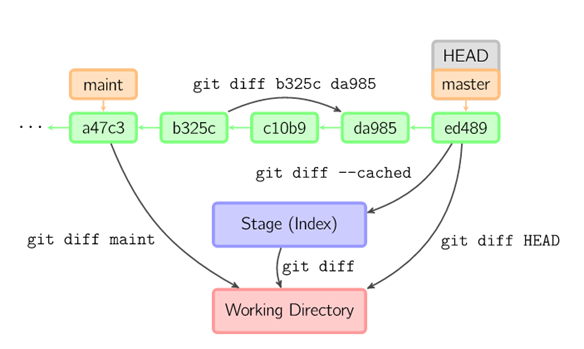 HEAD
maint
git diff b325c da985
master
...
a47c3
b325c
c10b9
da985
ed489
git diff --cached
Stage (Index)
git diff maint
git diff HEAD
git diff
Working Directory